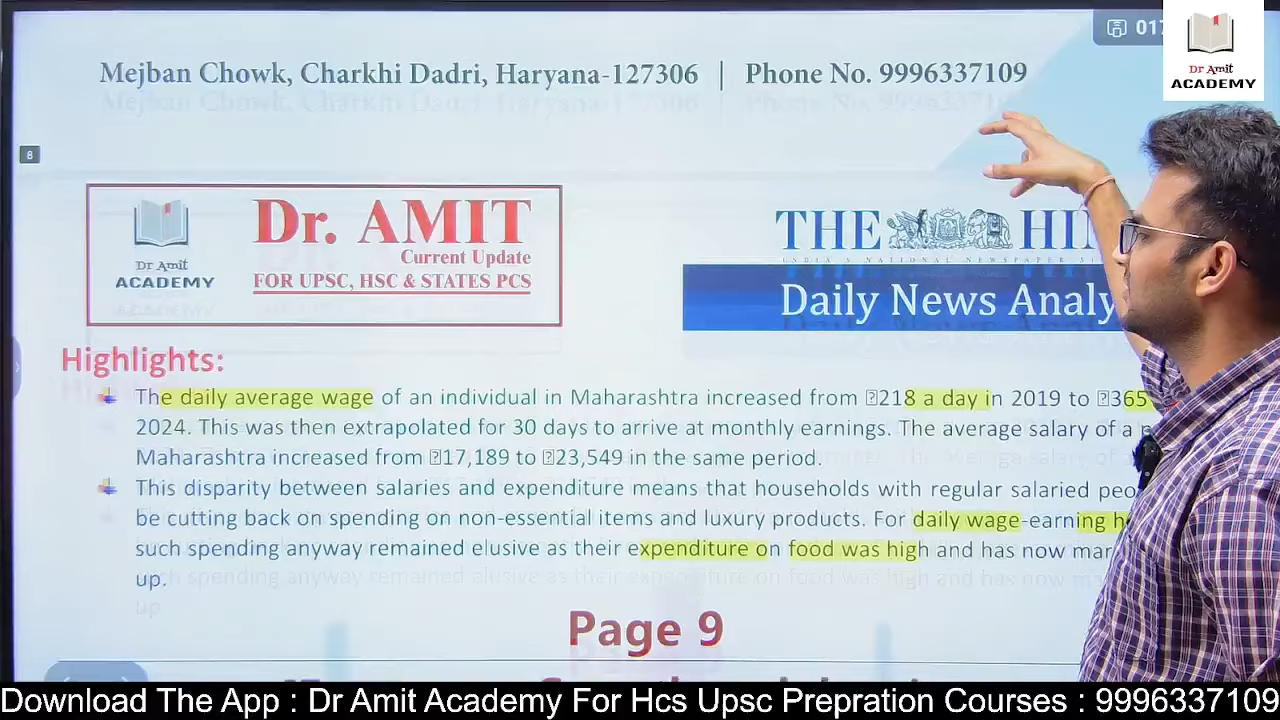 017
Dr Amit
ACADEMY
Mejban Chowk, Charkhi Dadri, Haryana-127306 | Phone No. 9996337109
8
Dr Amit
ACADEMY
Dr. AMIT
Current Update
FOR UPSC, HSC & STATES PCS
THE HIN
INDIA'S NATIONAL NEWSPAPER
Daily News Analy
Highlights:
The daily average wage of an individual in Maharashtra increased from 218 a day in 2019 to 365
2024. This was then extrapolated for 30 days to arrive at monthly earnings. The average salary of a
Maharashtra increased from 17,189 to 23,549 in the same period.
This disparity between salaries and expenditure means that households with regular salaried peo
be cutting back on spending on non-essential items and luxury products. For daily wage-earning h
such spending anyway remained elusive as their expenditure on food was high and has now mar
up.
Page 9
Download The App : Dr Amit Academy For Hcs Upsc Prepration Courses : 9996337109